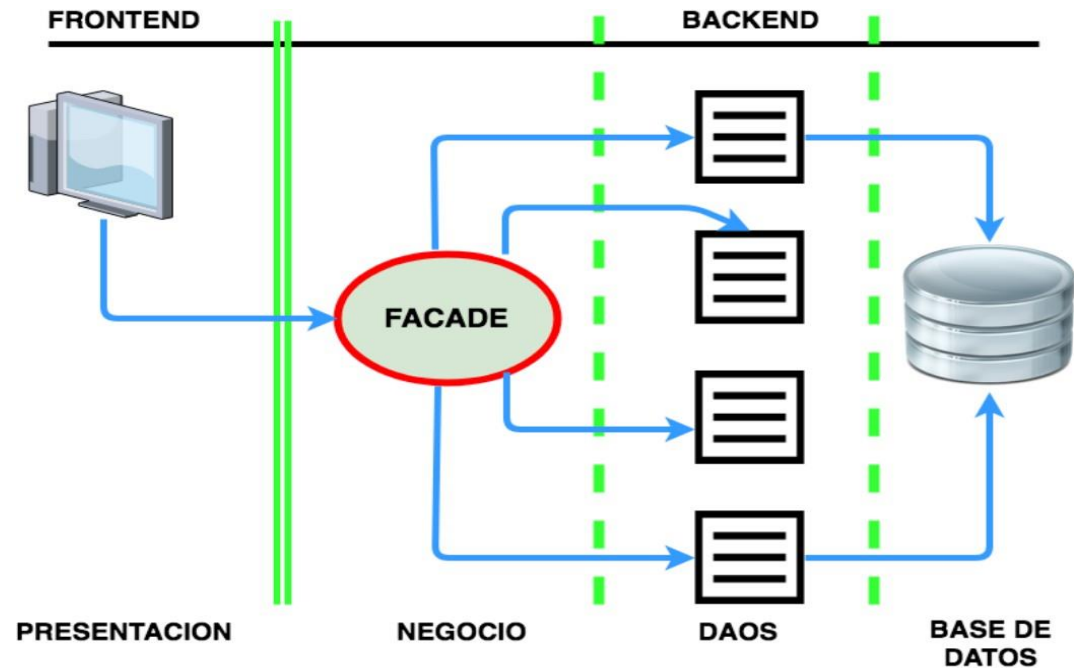 FRONTEND
BACKEND
FACADE
PRESENTACION
NEGOCIO
DAOS
BASE DE
DATOS